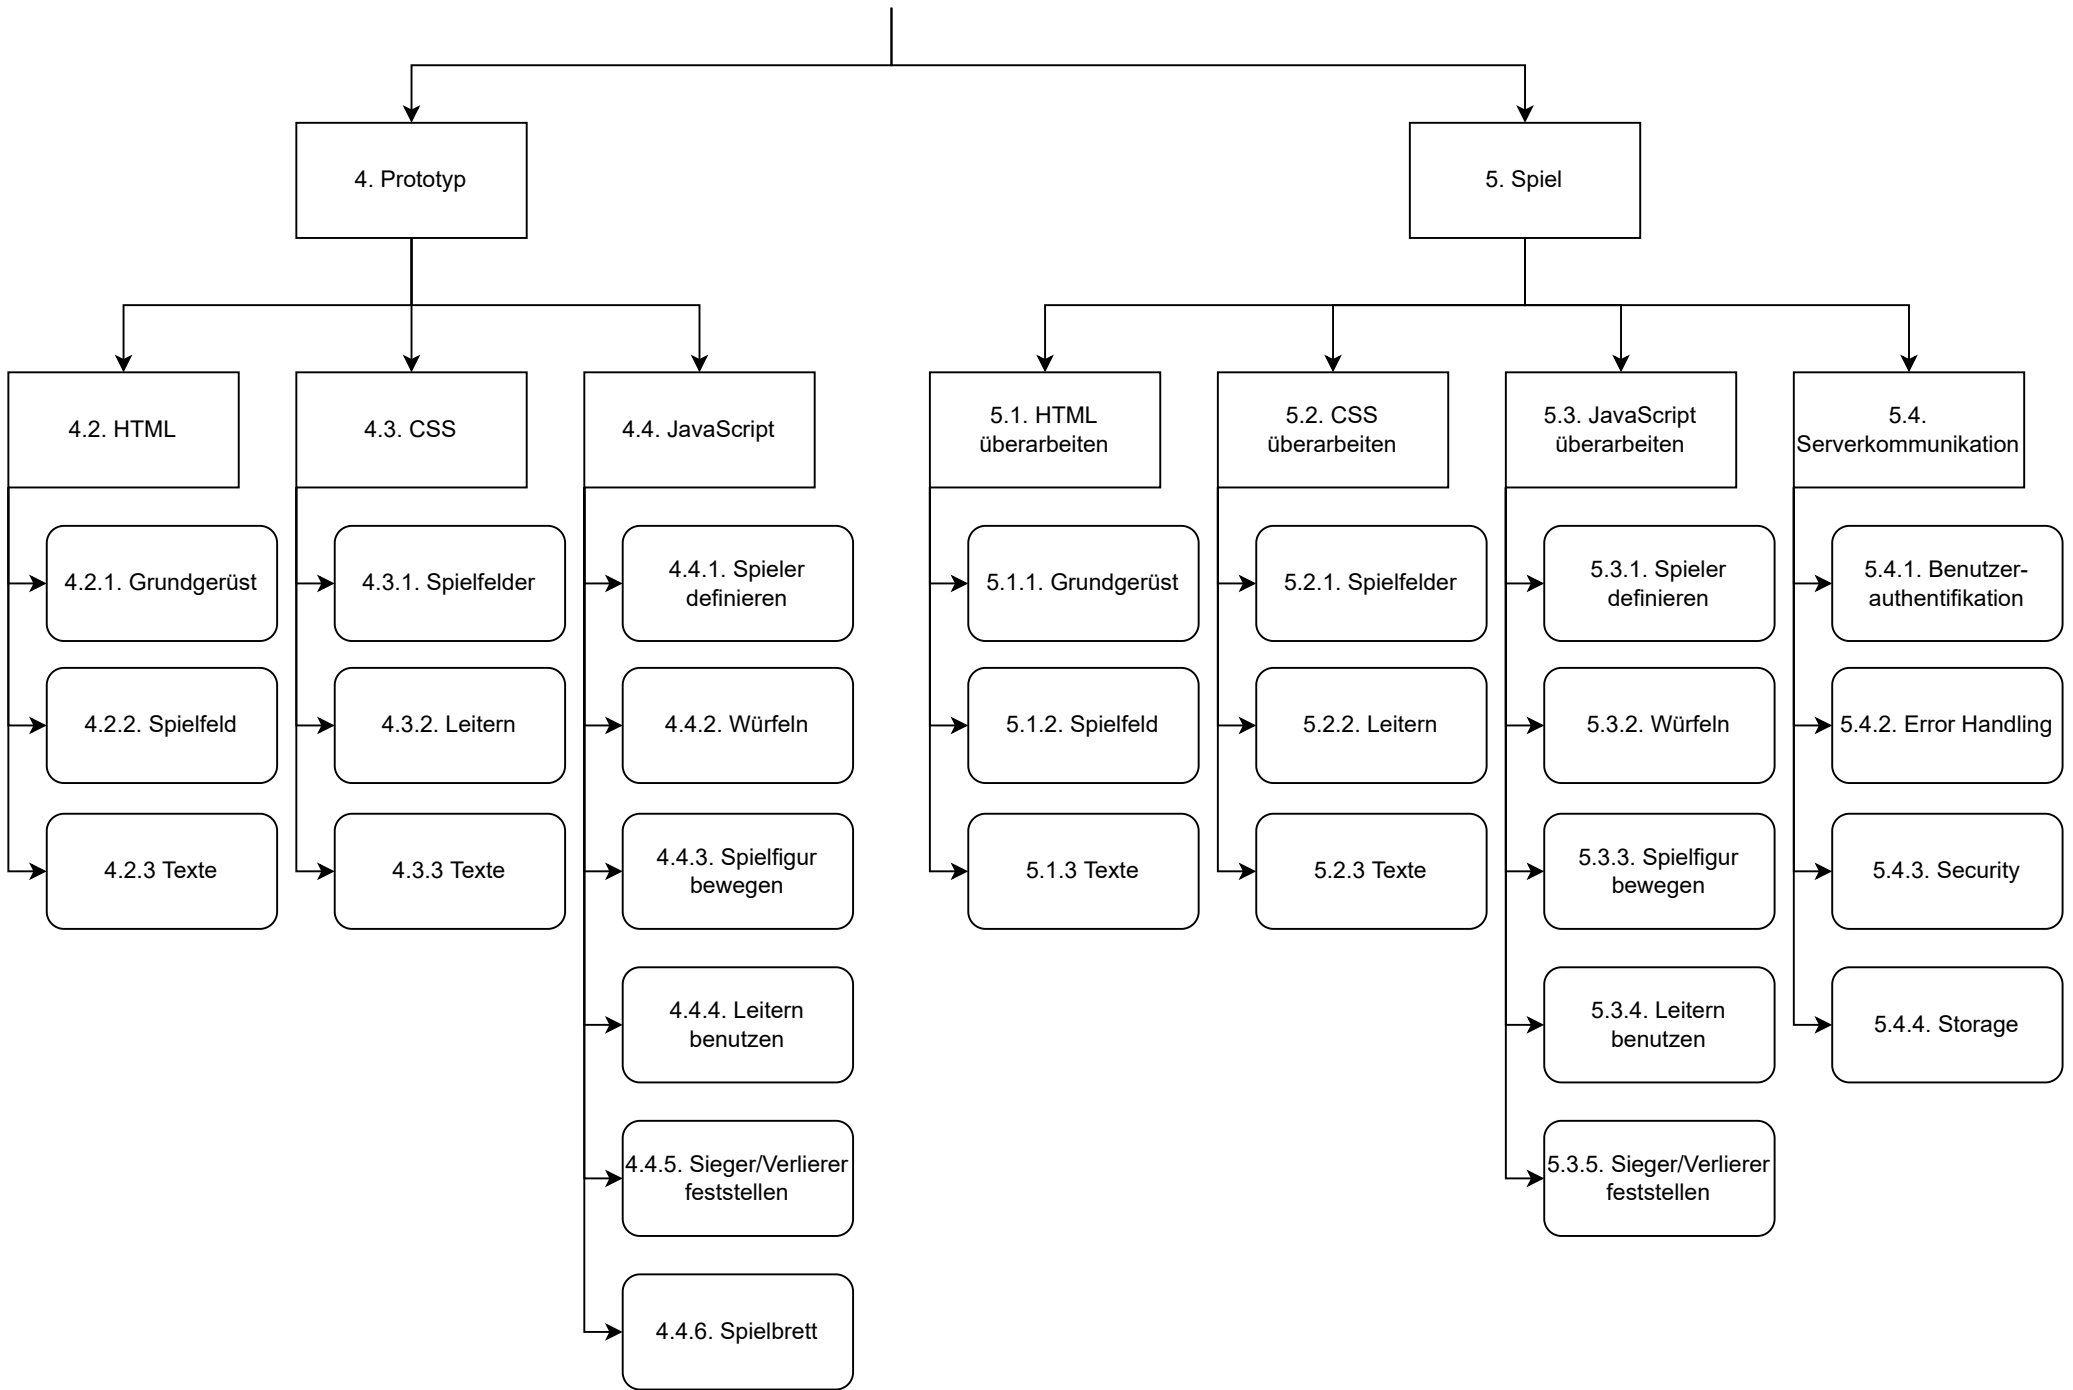 4. Prototyp
5. Spiel
4.2. HTML
4.3. CSS
4.4. JavaScript
5.1. HTML
überarbeiten
5.2. CSS
überarbeiten
5.3. JavaScript
überarbeiten
5.4.
Serverkommunikation
4.2.1. Grundgerüst
4.3.1. Spielfelder
4.4.1. Spieler
definieren
5.1.1. Grundgerüst
5.2.1. Spielfelder
5.3.1. Spieler
definieren
5.4.1. Benutzer-
authentifikation
4.2.2. Spielfeld
4.3.2. Leitern
4.4.2. Würfeln
5.1.2. Spielfeld
5.2.2. Leitern
5.3.2. Würfeln
5.4.2. Error Handling
4.2.3 Texte
4.3.3 Texte
4.4.3. Spielfigur
bewegen
5.1.3 Texte
5.2.3 Texte
5.3.3. Spielfigur
bewegen
5.4.3. Security
4.4.4. Leitern
benutzen
5.3.4. Leitern
benutzen
5.4.4. Storage
4.4.5. Sieger/Verlierer
feststellen
5.3.5. Sieger/Verlierer
feststellen
4.4.6. Spielbrett